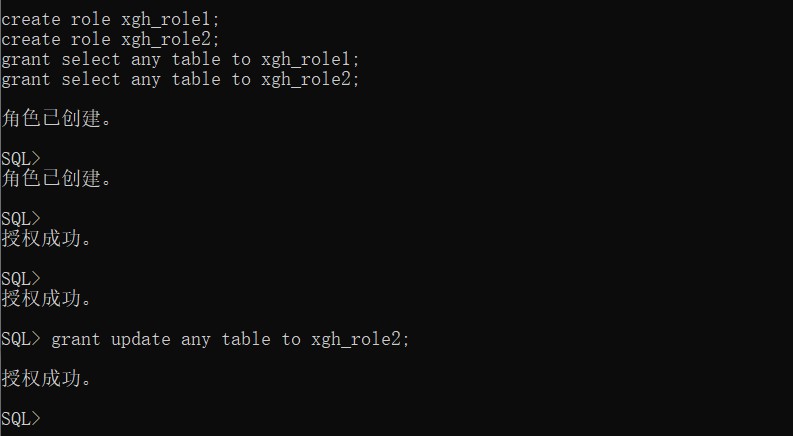 create role xgh_role1;
create role xgh_role2;
grant select any table to xgh_role1;
grant select any table to xgh_role2;
角色已创建。
SQL>
角色已创建。
SQL>
授权成功。
SQL>
授权成功。
SQL> grant update any table to xgh_role2;
授权成功。
SQL>